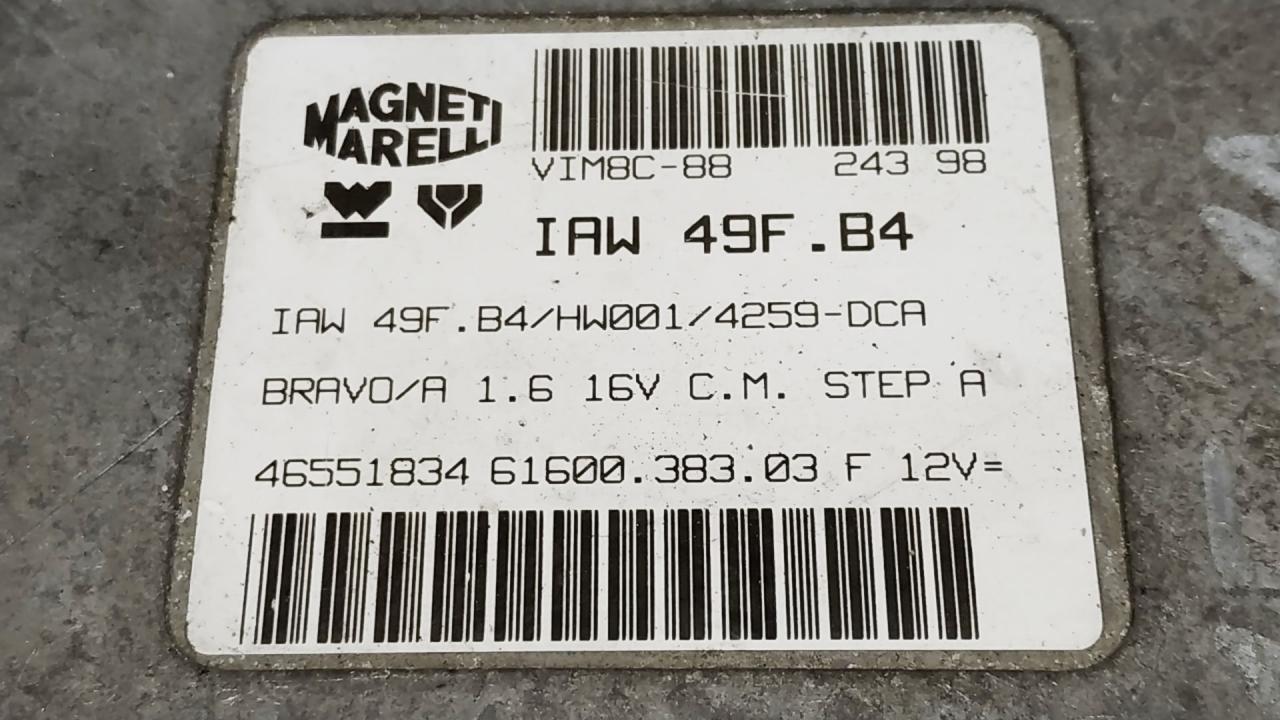 MAGNETI
MARELLI
VIM8C-88 243 98
IAW 49F.B4
IAW 49F.B4/HW001/4259-DCA
BRAVO/A 1.6 16V C.M. STEP A
46551834 61600.383.03 F 12V=